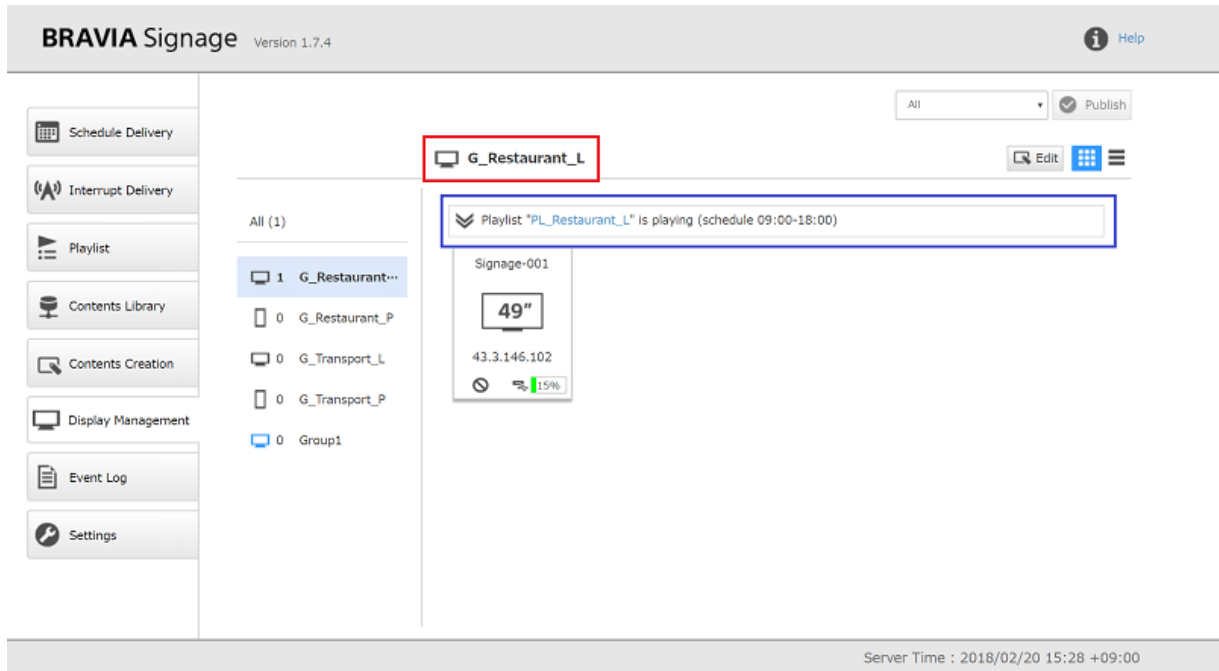 BRAVIA Signage Version 1.7.4
Help
All
Publish
Schedule Delivery
Interrupt Delivery
Playlist
Contents Library
Contents Creation
Display Management
Event Log
Settings
G_Restaurant_L
Edit
All (1)
1 G_Restaurant…
0 G_Restaurant_P
0 G_Transport_L
0 G_Transport_P
0 Group1
Playlist "PL_Restaurant_L" is playing (schedule 09:00-18:00)
Signage-001
49"
43.3.146.102
15%
Server Time : 2018/02/20 15:28 +09:00